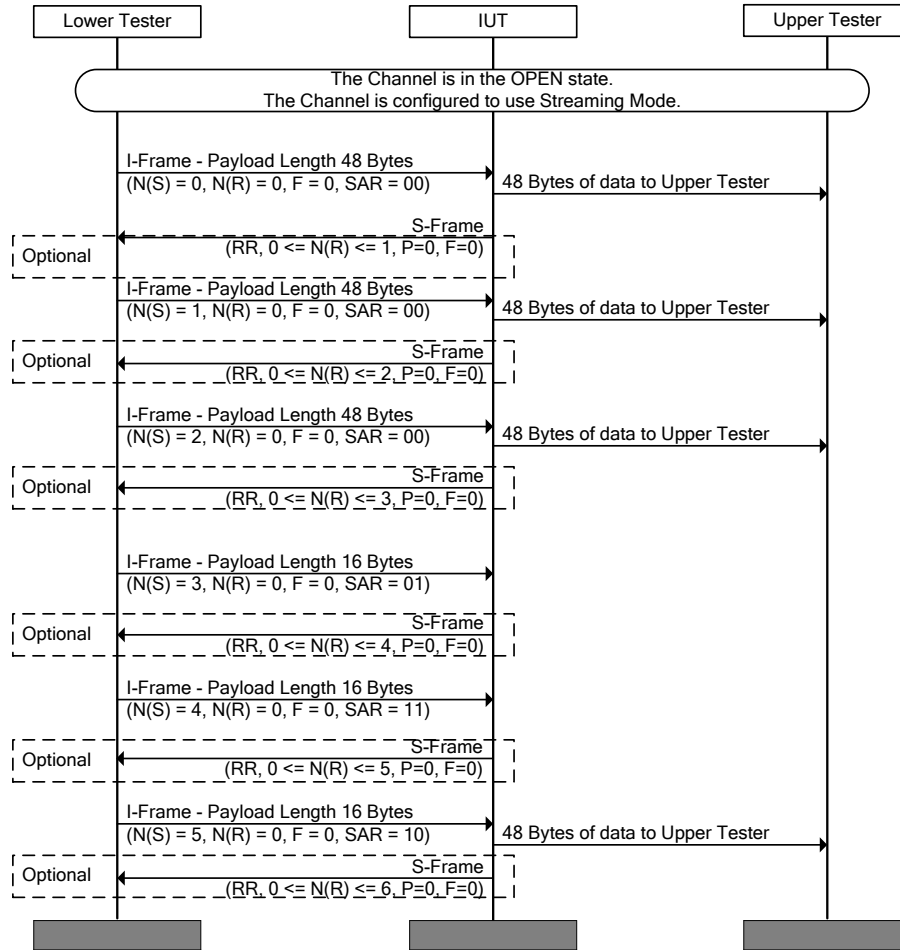 Lower Tester
IUT
Upper Tester
The Channel is in the OPEN state.
The Channel is configured to use Streaming Mode.
I-Frame - Payload Length 48 Bytes
(N(S) = 0, N(R) = 0, F = 0, SAR = 00)
48 Bytes of data to Upper Tester
S-Frame
Optional
(RR, 0 <= N(R) <= 1, P=0, F=0)
I-Frame - Payload Length 48 Bytes
(N(S) = 1, N(R) = 0, F = 0, SAR = 00)
48 Bytes of data to Upper Tester
S-Frame
Optional
(RR, 0 <= N(R) <= 2, P=0, F=0)
I-Frame - Payload Length 48 Bytes
(N(S) = 2, N(R) = 0, F = 0, SAR = 00)
48 Bytes of data to Upper Tester
S-Frame
Optional
(RR, 0 <= N(R) <= 3, P=0, F=0)
I-Frame - Payload Length 16 Bytes
(N(S) = 3, N(R) = 0, F = 0, SAR = 01)
S-Frame
Optional
(RR, 0 <= N(R) <= 4, P=0, F=0)
I-Frame - Payload Length 16 Bytes
(N(S) = 4, N(R) = 0, F = 0, SAR = 11)
S-Frame
Optional
(RR, 0 <= N(R) <= 5, P=0, F=0)
I-Frame - Payload Length 16 Bytes
(N(S) = 5, N(R) = 0, F = 0, SAR = 10)
48 Bytes of data to Upper Tester
S-Frame
Optional
(RR, 0 <= N(R) <= 6, P=0, F=0)